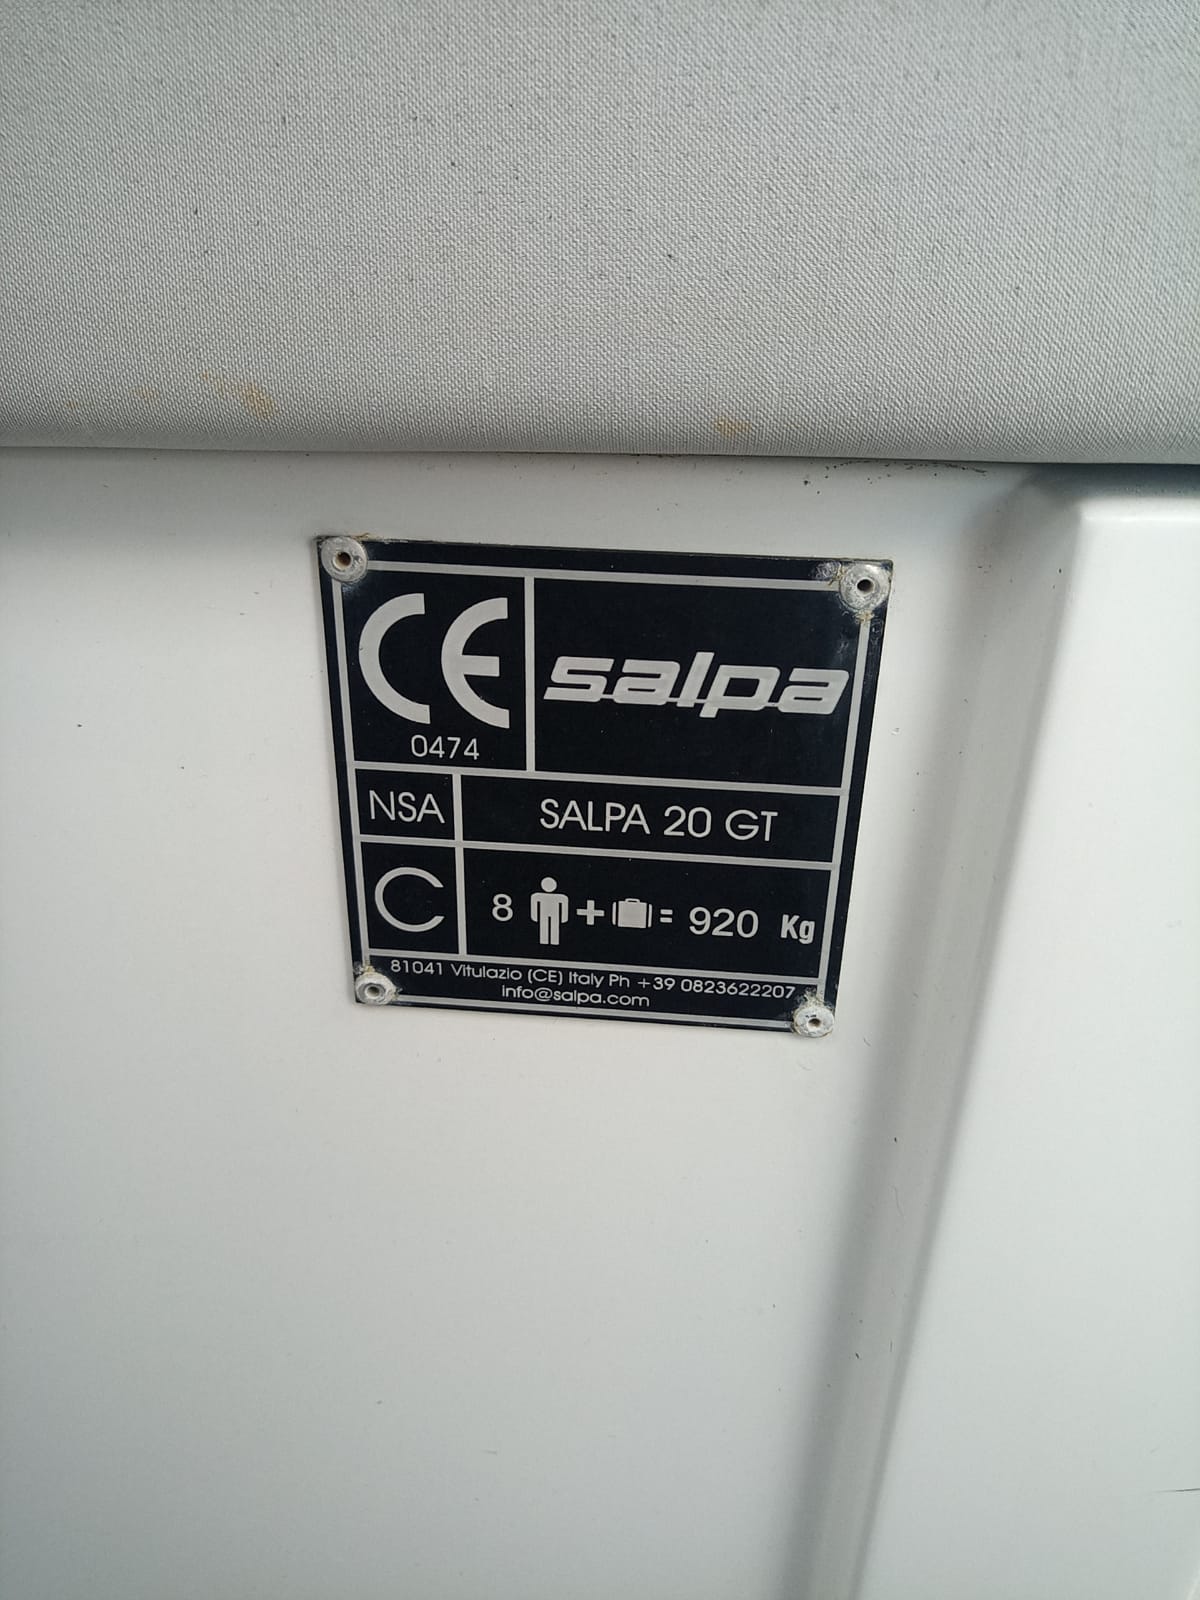 CE
salpa
0474
NSA
SALPA 20 GT
C
8 + = 920 Kg
81041 Vitulazio (CE) Italy Ph +39 0823622207
info@salpa.com